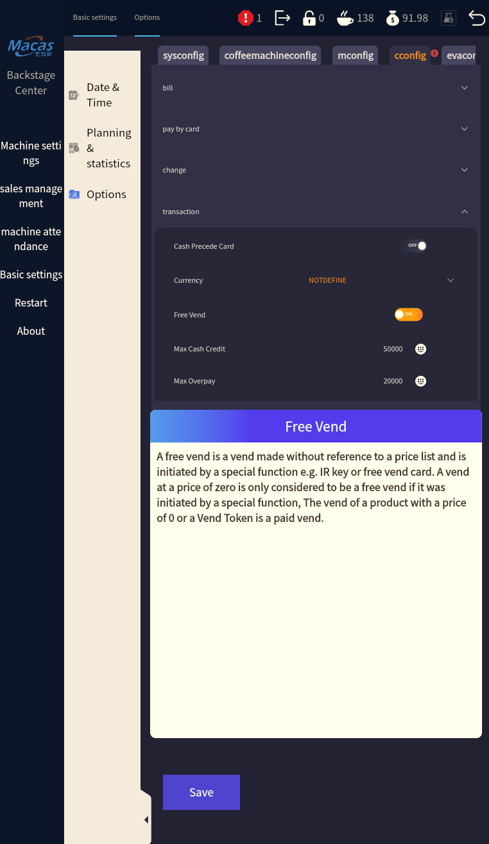 Basic settings
Options
1
0
138
91.98
Macas
Backstage
Center
Machine setti
ngs
sales manage
ment
machine atte
ndance
Basic settings
Restart
About
Date &
Time
Planning
&
statistics
Options
sysconfig
coffeemachineconfig
mconfig
cconfig
evacon
bill
pay by card
change
transaction
Cash Precede Card
OFF
Currency
NOTDEFINE
Free Vend
ON
Max Cash Credit
50000
Max Overpay
20000
Free Vend
A free vend is a vend made without reference to a price list and is
initiated by a special function e.g. IR key or free vend card. A vend
at a price of zero is only considered to be a free vend if it was
initiated by a special function, The vend of a product with a price
of 0 or a Vend Token is a paid vend.
Save